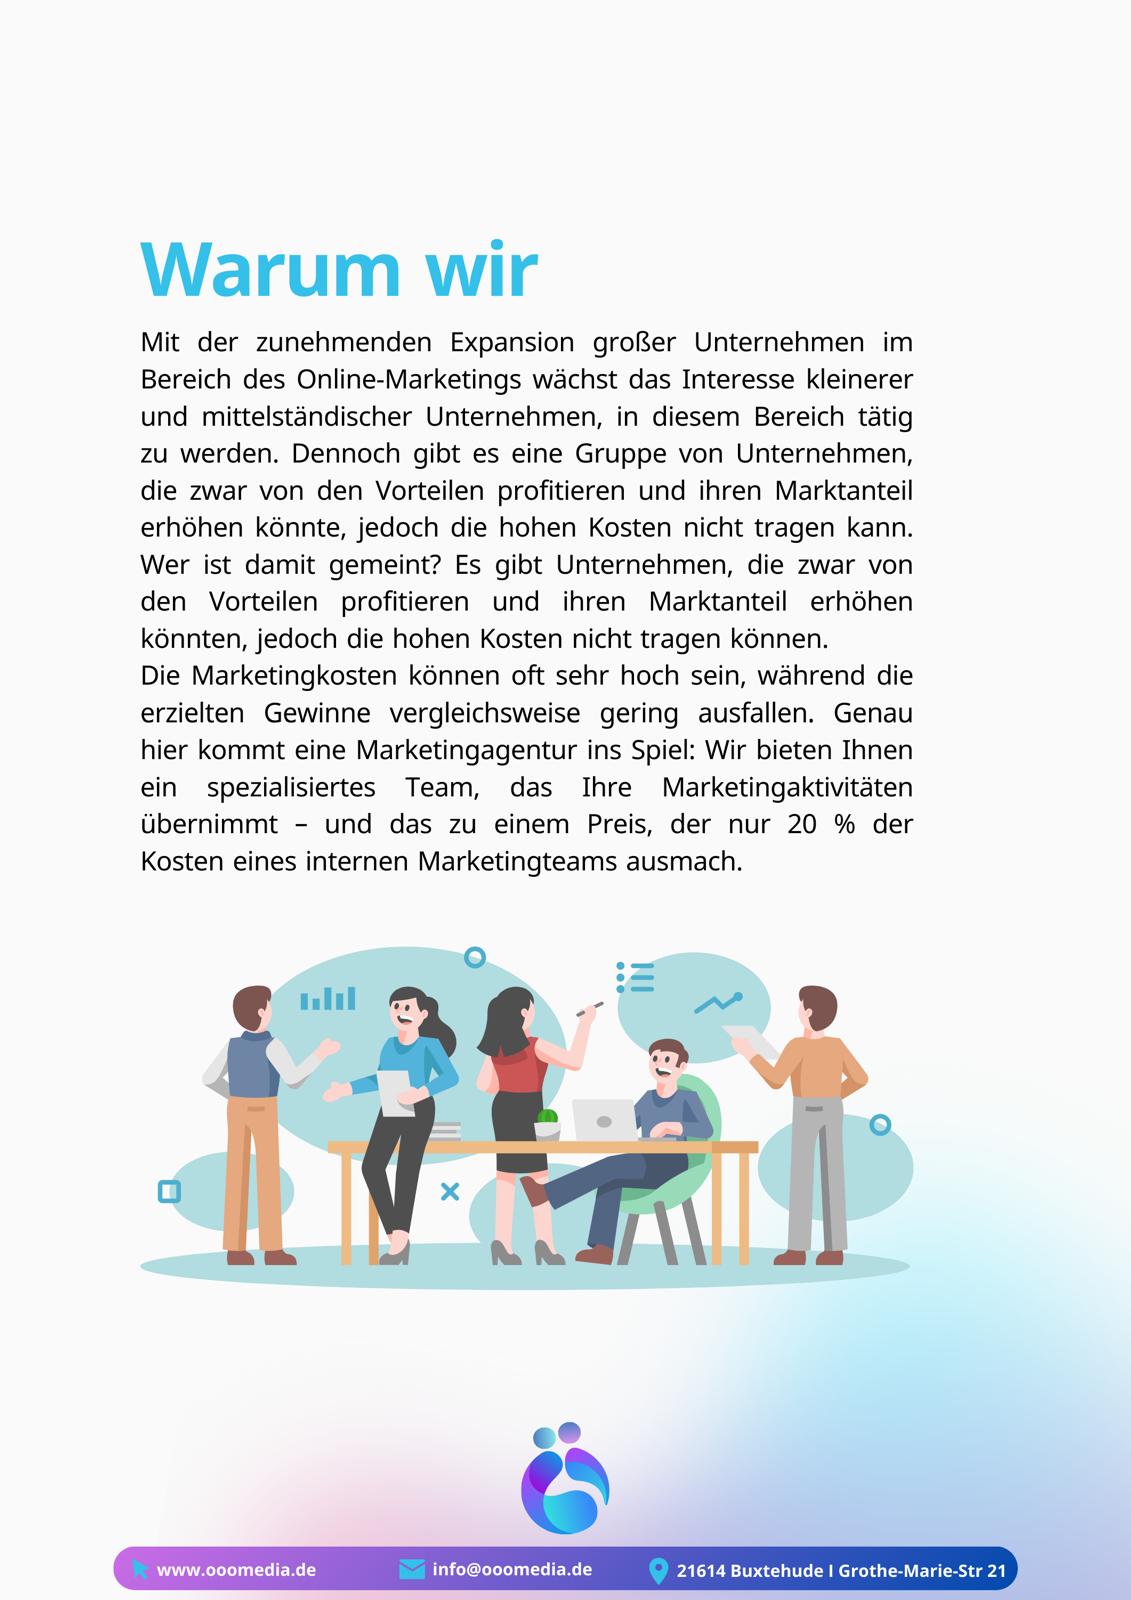 Warum wir
Mit der zunehmenden Expansion großer Unternehmen im
Bereich des Online-Marketings wächst das Interesse kleinerer
und mittelständischer Unternehmen, in diesem Bereich tätig
zu werden. Dennoch gibt es eine Gruppe von Unternehmen,
die zwar von den Vorteilen profitieren und ihren Marktanteil
erhöhen könnte, jedoch die hohen Kosten nicht tragen kann.
Wer ist damit gemeint? Es gibt Unternehmen, die zwar von
den Vorteilen profitieren und ihren Marktanteil erhöhen
könnten, jedoch die hohen Kosten nicht tragen können.
Die Marketingkosten können oft sehr hoch sein, während die
erzielten Gewinne vergleichsweise gering ausfallen. Genau
hier kommt eine Marketingagentur ins Spiel: Wir bieten Ihnen
ein spezialisiertes Team, das Ihre Marketingaktivitäten
übernimmt – und das zu einem Preis, der nur 20 % der
Kosten eines internen Marketingteams ausmach.
www.ooomedia.de
info@ooomedia.de
21614 Buxtehude I Grothe-Marie-Str 21